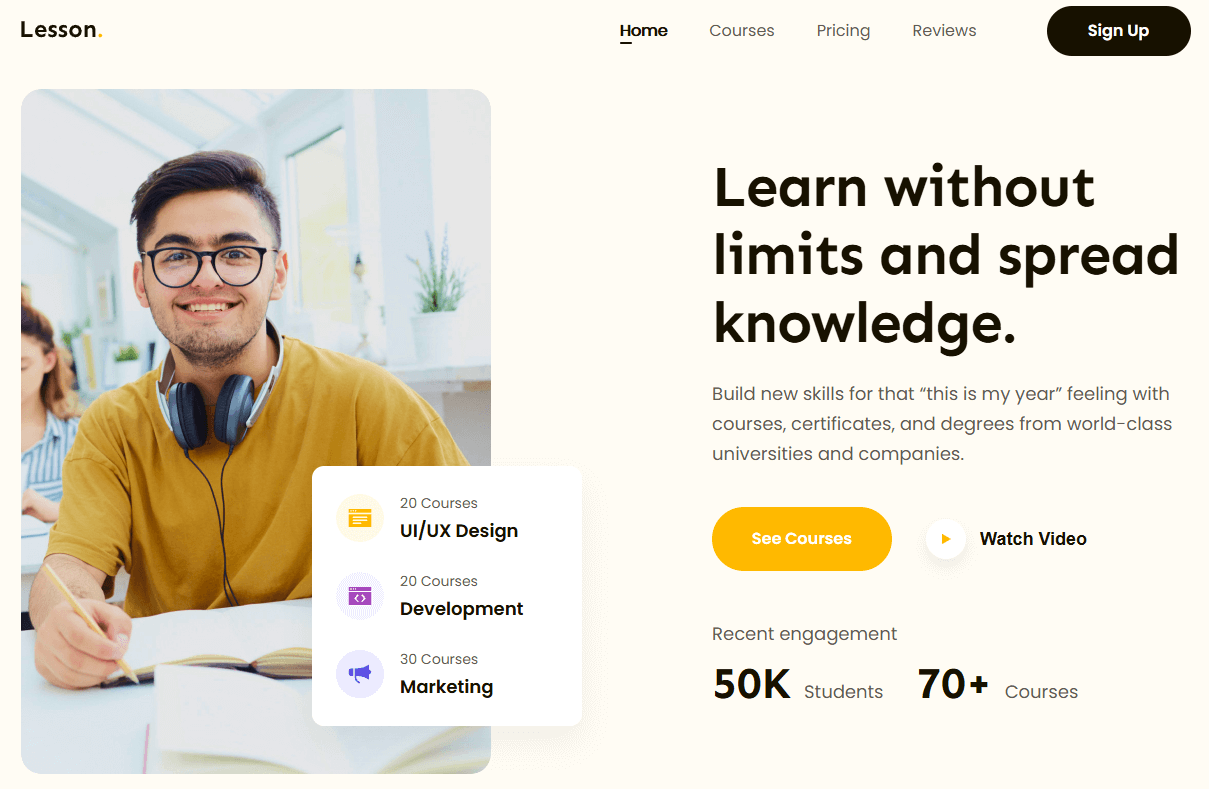 Lesson.
Home Courses Pricing Reviews Sign Up
Learn without
limits and spread
knowledge.
Build new skills for that “this is my year” feeling with
courses, certificates, and degrees from world-class
universities and companies.
See Courses Watch Video
Recent engagement
50K Students 70+ Courses
20 Courses
UI/UX Design
20 Courses
Development
30 Courses
Marketing